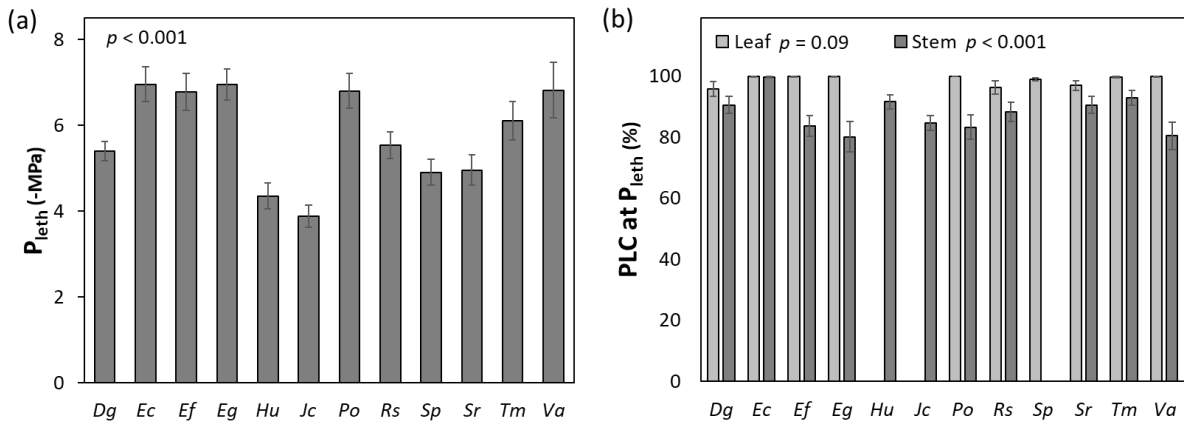 (a)
p < 0.001
8
6
4
2
0
P_leth (-MPa)
Dg Ec Ef Eg Hu Jc Po Rs Sp Sr Tm Va
(b)
Leaf p = 0.09 Stem p < 0.001
100
80
60
40
20
0
PLC at P_leth (%)
Dg Ec Ef Eg Hu Jc Po Rs Sp Sr Tm Va